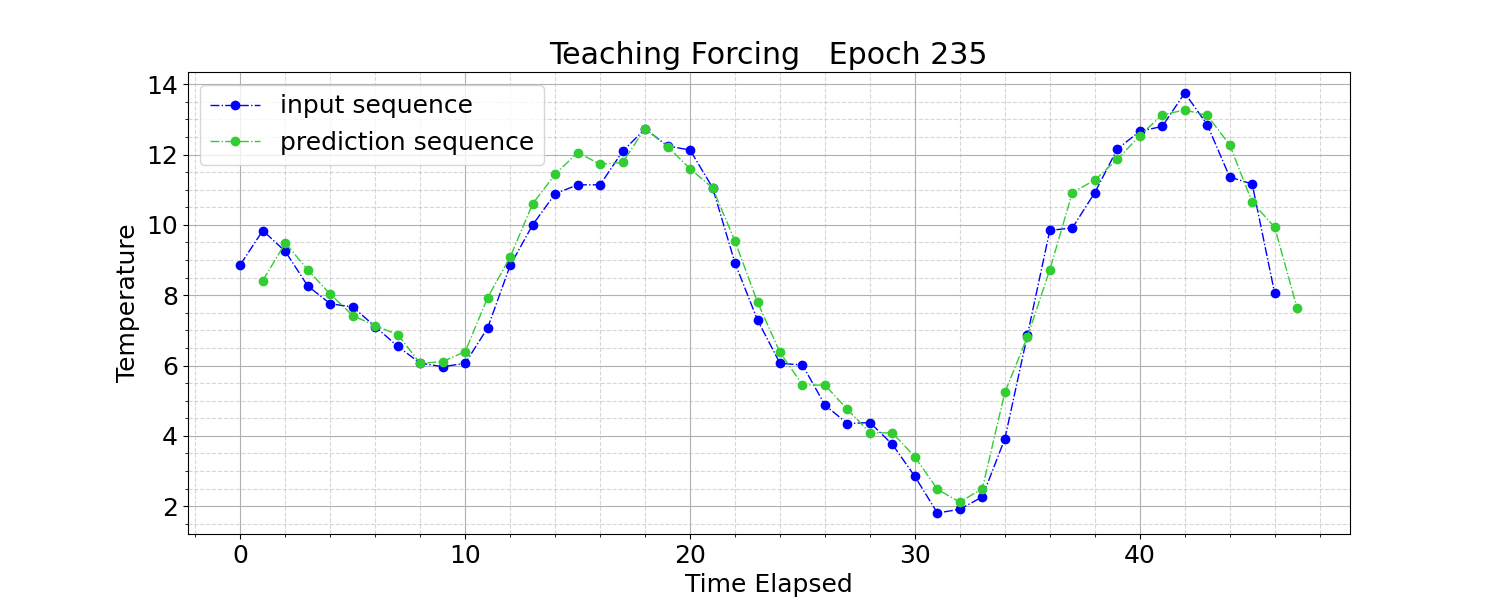 Teaching Forcing   Epoch 235
input sequence
prediction sequence
14
12
10
8
6
4
2
Temperature
0 10 20 30 40
Time Elapsed